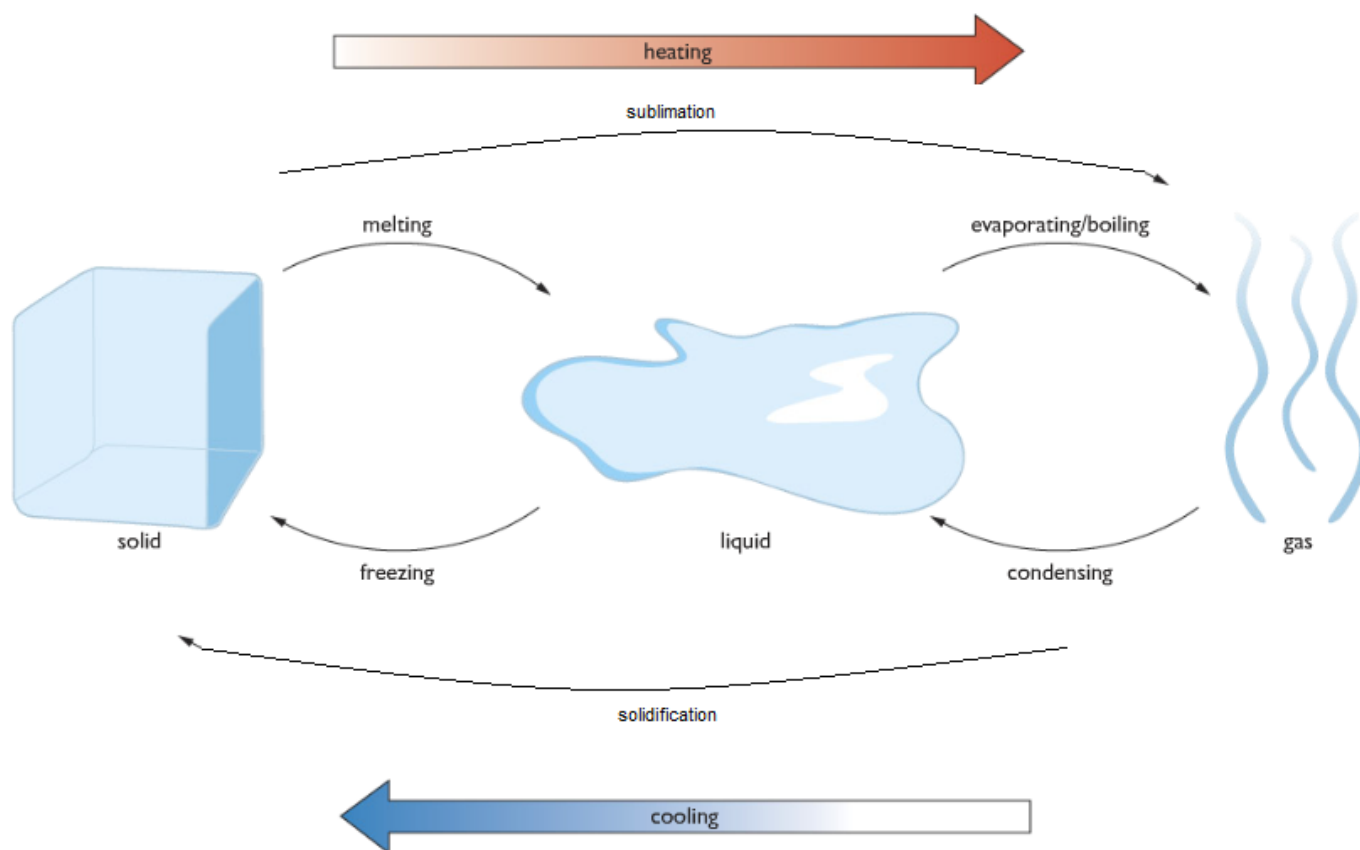 heating
sublimation
melting
evaporating/boiling
solid
liquid
gas
freezing
condensing
solidification
cooling